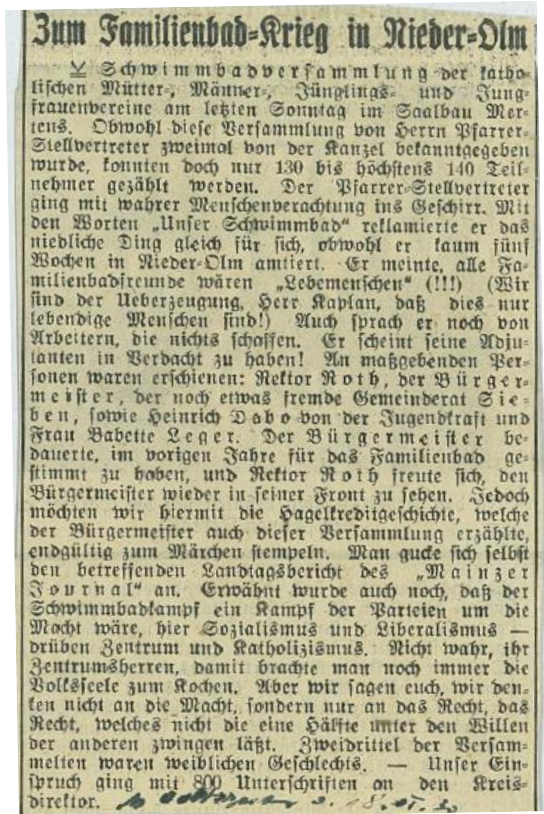 Zum Familienbad-Krieg in Nieder-Olm
K Schwimmbadversammlung der katho-
lischen Mütter-, Männer-, Jünglings- und Jung-
frauenvereine am letzten Sonntag im Saalbau Mer-
tens. Obwohl diese Versammlung von Herrn Pfarrer-
Stellvertreter zweimal von der Kanzel bekanntgegeben
wurde, konnten doch nur 130 bis höchstens 140 Teil-
nehmer gezählt werden. Der Pfarrer-Stellvertreter
ging mit wahrer Menschenverachtung ins Geschirr. Mit
den Worten „Unser Schwimmbad“ reklamierte er das
niedliche Ding gleich für sich, obwohl er kaum fünf
Wochen in Nieder-Olm amtiert. Er meinte, alle Fa-
milienbadfreunde wären „Lebemenschen“ (!!!) (Wir
sind der Ueberzeugung, Herr Kaplan, daß dies nur
lebendige Menschen sind!) Auch sprach er noch von
Arbeitern, die nichts schaffen. Er scheint seine Adju-
tanten in Verdacht zu haben! An maßgebenden Per-
sonen waren erschienen: Rektor Roth, der Bürger-
meister, der noch etwas fremde Gemeinderat Sie-
ben, sowie Heinrich Dabo von der Jugendkraft und
Frau Babette Leger. Der Bürgermeister be-
dauerte, im vorigen Jahre für das Familienbad ge-
stimmt zu haben, und Rektor Roth freute sich, den
Bürgermeister wieder in seiner Front zu sehen. Jedoch
möchten wir hiermit die Hagelkreditgeschichte, welche
der Bürgermeister auch dieser Versammlung erzählte,
endgültig zum Märchen stempeln. Man gucke sich selbst
den betreffenden Landtagsbericht des „Mainzer
Journal“ an. Erwähnt wurde auch noch, daß der
Schwimmbadkampf ein Kampf der Parteien um die
Macht wäre, hier Sozialismus und Liberalismus —
drüben Zentrum und Katholizismus. Nicht wahr, ihr
Zentrumsherren, damit brachte man noch immer die
Volksseele zum Kochen. Aber wir sagen euch, wir den-
ken nicht an die Macht, sondern nur an das Recht, das
Recht, welches nicht die eine Hälfte unter den Willen
der anderen zwingen läßt. Zweidrittel der Versam-
melten waren weiblichen Geschlechts. — Unser Ein-
spruch ging mit 800 Unterschriften an den Kreis-
direktor.